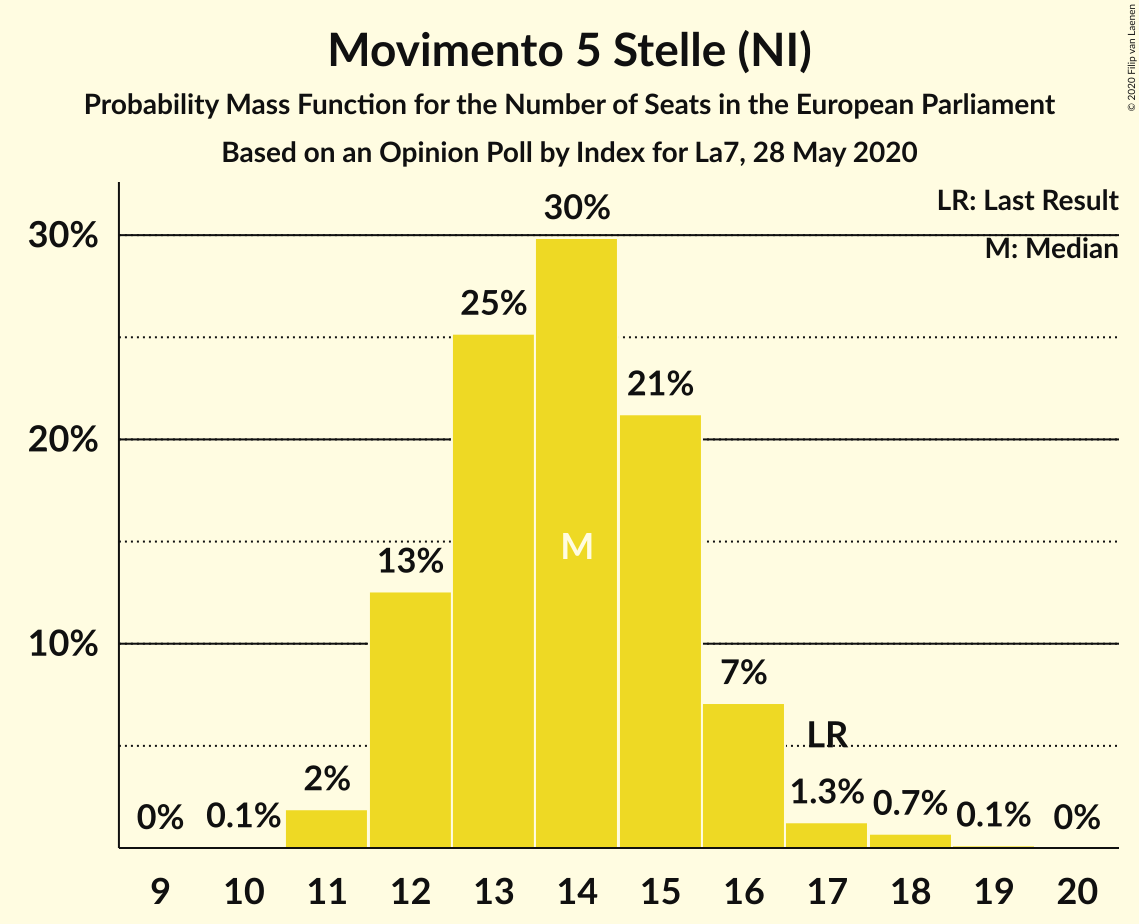 Movimento 5 Stelle (NI)
Probability Mass Function for the Number of Seats in the European Parliament
Based on an Opinion Poll by Index for La7, 28 May 2020
© 2020 Filip van Laenen
LR: Last Result
M: Median
30%
20%
10%
0%
0.1%
2%
13%
25%
30%
21%
7%
1.3%
0.7%
0.1%
0%
M
LR
9 10 11 12 13 14 15 16 17 18 19 20